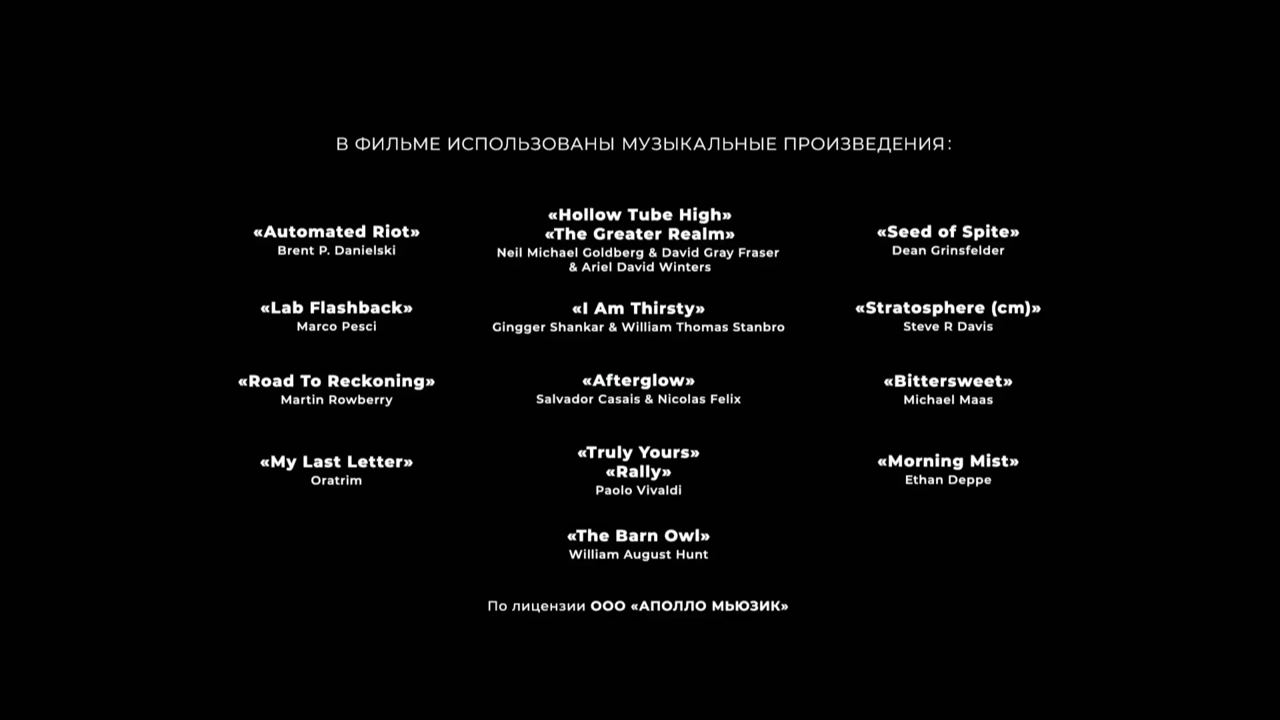 В ФИЛЬМЕ ИСПОЛЬЗОВАНЫ МУЗЫКАЛЬНЫЕ ПРОИЗВЕДЕНИЯ:
«Automated Riot»
Brent P. Danielski
«Hollow Tube High»
«The Greater Realm»
Neil Michael Goldberg & David Gray Fraser
& Ariel David Winters
«Seed of Spite»
Dean Grinsfelder
«Lab Flashback»
Marco Pesci
«I Am Thirsty»
Gingger Shankar & William Thomas Stanbro
«Stratosphere (cm)»
Steve R Davis
«Road To Reckoning»
Martin Rowberry
«Afterglow»
Salvador Casais & Nicolas Felix
«Bittersweet»
Michael Maas
«My Last Letter»
Oratrim
«Truly Yours»
«Rally»
Paolo Vivaldi
«Morning Mist»
Ethan Deppe
«The Barn Owl»
William August Hunt
По лицензии ООО «АПОЛЛО МЬЮЗИК»